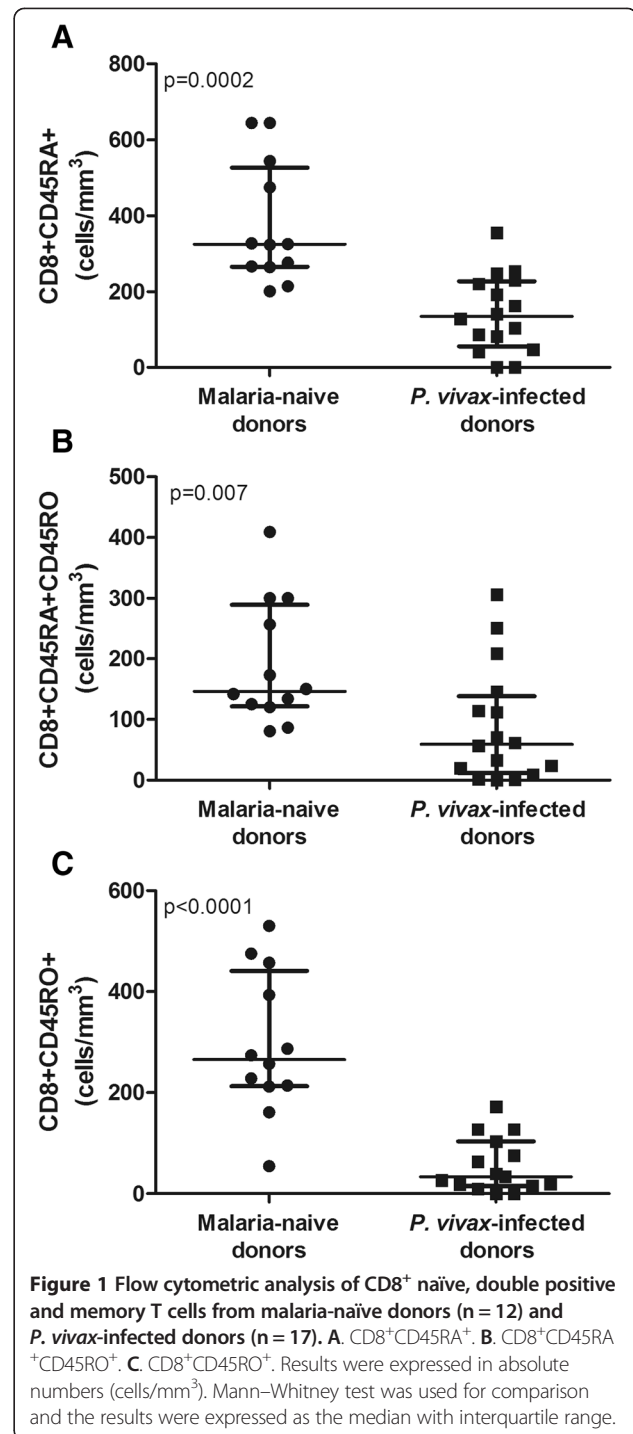 A
800
600
400
200
0
p=0.0002
CD8+CD45RA+
(cells/mm³)
Malaria-naive
donors
P. vivax-infected
donors
B
500
400
300
200
100
0
p=0.007
CD8+CD45RA+CD45RO
(cells/mm³)
Malaria-naive
donors
P. vivax-infected
donors
C
600
400
200
0
p<0.0001
CD8+CD45RO+
(cells/mm³)
Malaria-naive
donors
P. vivax-infected
donors
Figure 1 Flow cytometric analysis of CD8⁺ naïve, double positive
and memory T cells from malaria-naïve donors (n = 12) and
P. vivax-infected donors (n = 17). A. CD8⁺CD45RA⁺. B. CD8⁺CD45RA
⁺CD45RO⁺. C. CD8⁺CD45RO⁺. Results were expressed in absolute
numbers (cells/mm³). Mann–Whitney test was used for comparison
and the results were expressed as the median with interquartile range.